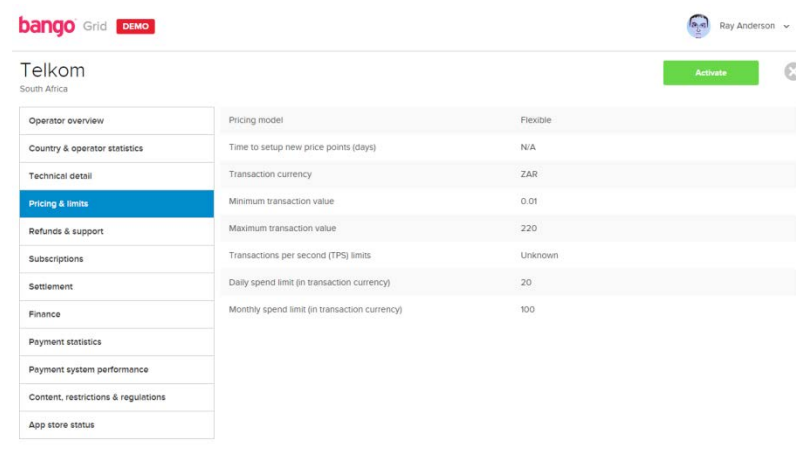 bango Grid DEMO
Ray Anderson
Telkom
South Africa
Activate
Operator overview
Country & operator statistics
Technical detail
Pricing & limits
Refunds & support
Subscriptions
Settlement
Finance
Payment statistics
Payment system performance
Content, restrictions & regulations
App store status
Pricing model Flexible
Time to setup new price points (days) N/A
Transaction currency ZAR
Minimum transaction value 0.01
Maximum transaction value 220
Transactions per second (TPS) limits Unknown
Daily spend limit (in transaction currency) 20
Monthly spend limit (in transaction currency) 100